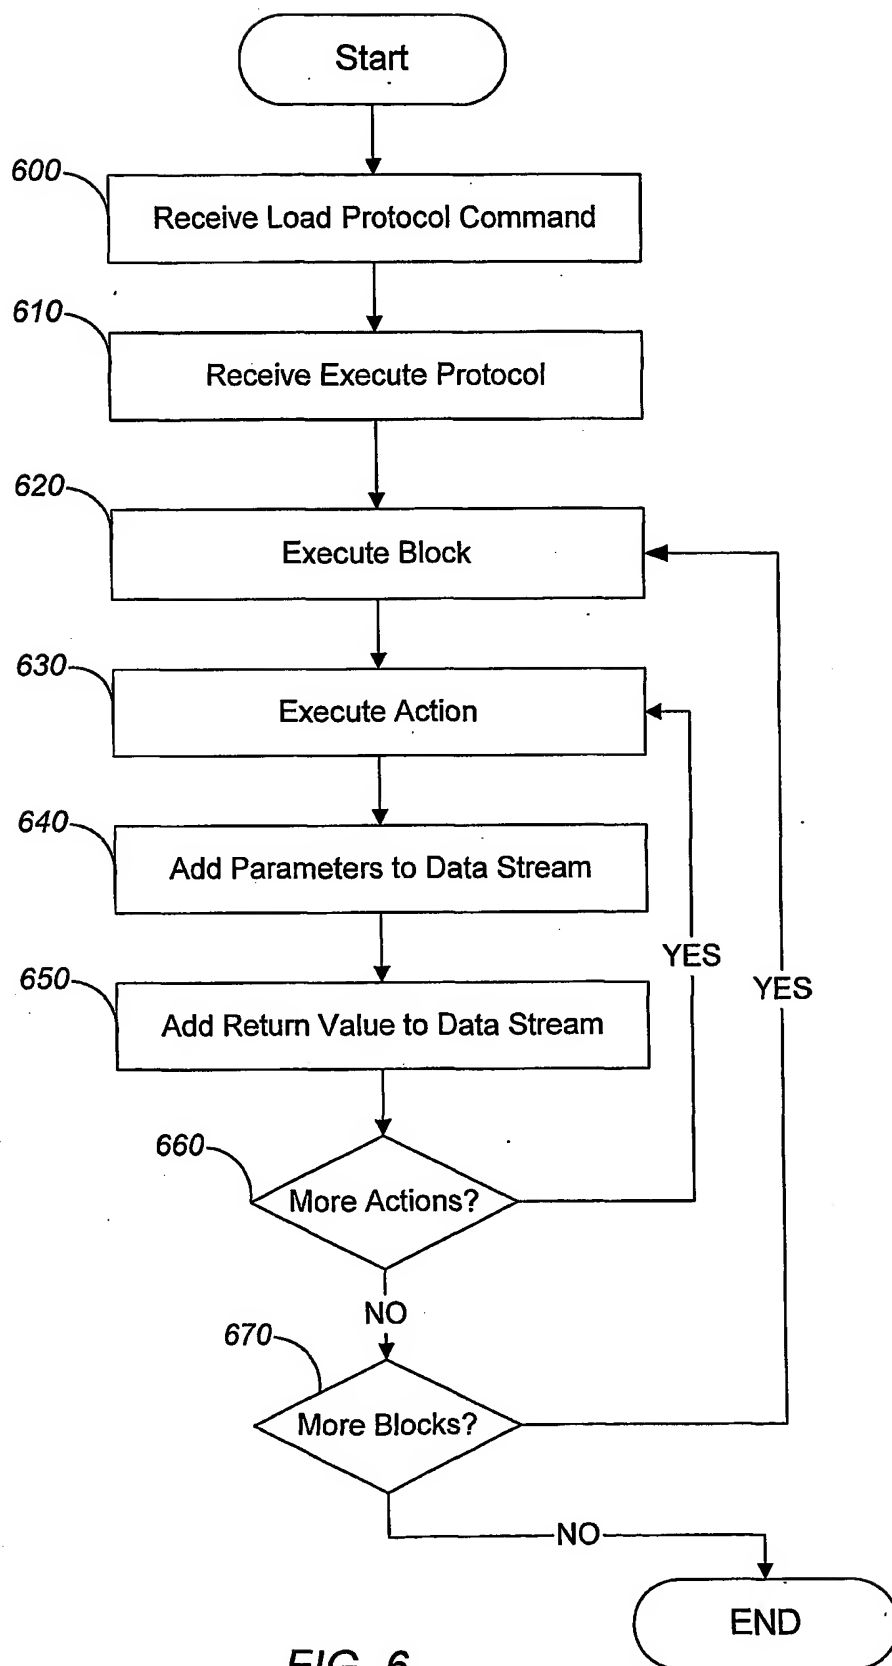 Start
600
Receive Load Protocol Command
610
Receive Execute Protocol
620
Execute Block
630
Execute Action
640
Add Parameters to Data Stream
650
Add Return Value to Data Stream
YES
YES
660
More Actions?
NO
670
More Blocks?
NO
END
FIG. 6